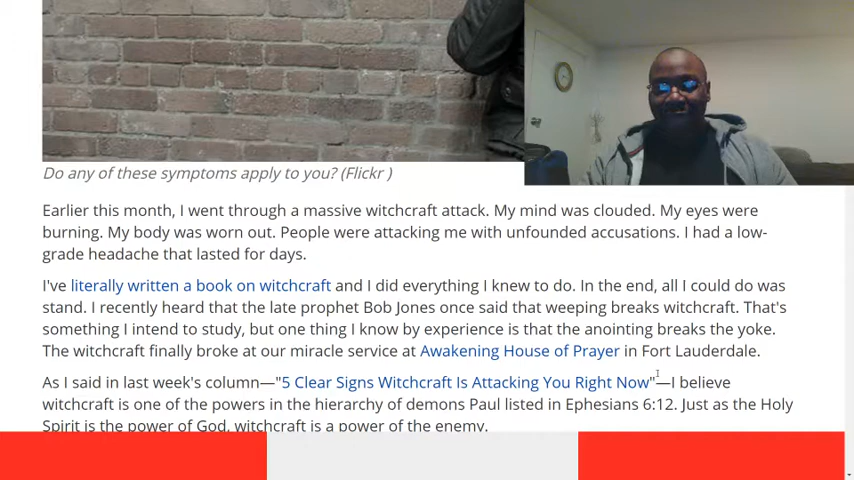 Do any of these symptoms apply to you? (Flickr )
Earlier this month, I went through a massive witchcraft attack. My mind was clouded. My eyes were
burning. My body was worn out. People were attacking me with unfounded accusations. I had a low-
grade headache that lasted for days.
I've literally written a book on witchcraft and I did everything I knew to do. In the end, all I could do was
stand. I recently heard that the late prophet Bob Jones once said that weeping breaks witchcraft. That's
something I intend to study, but one thing I know by experience is that the anointing breaks the yoke.
The witchcraft finally broke at our miracle service at Awakening House of Prayer in Fort Lauderdale.
As I said in last week's column—"5 Clear Signs Witchcraft Is Attacking You Right Now"—I believe
witchcraft is one of the powers in the hierarchy of demons Paul listed in Ephesians 6:12. Just as the Holy
Spirit is the power of God, witchcraft is a power of the enemy.